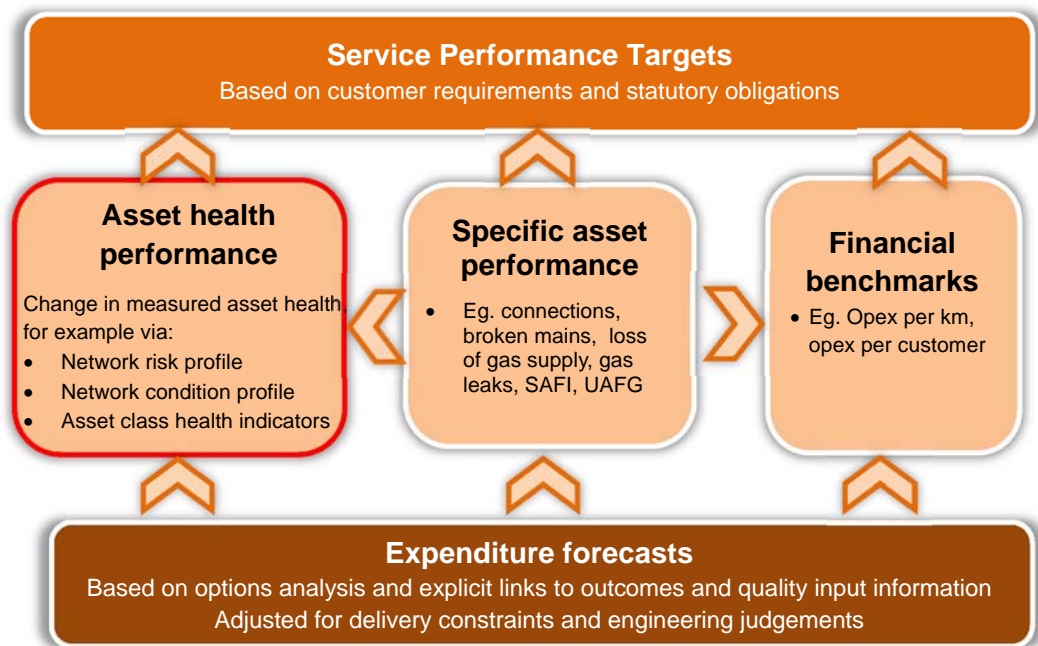 Service Performance Targets
Based on customer requirements and statutory obligations
Asset health
performance
Change in measured asset health,
for example via:
• Network risk profile
• Network condition profile
• Asset class health indicators
Specific asset
performance
• Eg. connections,
broken mains, loss
of gas supply, gas
leaks, SAFI, UAFG
Financial
benchmarks
• Eg. Opex per km,
opex per customer
Expenditure forecasts
Based on options analysis and explicit links to outcomes and quality input information
Adjusted for delivery constraints and engineering judgements